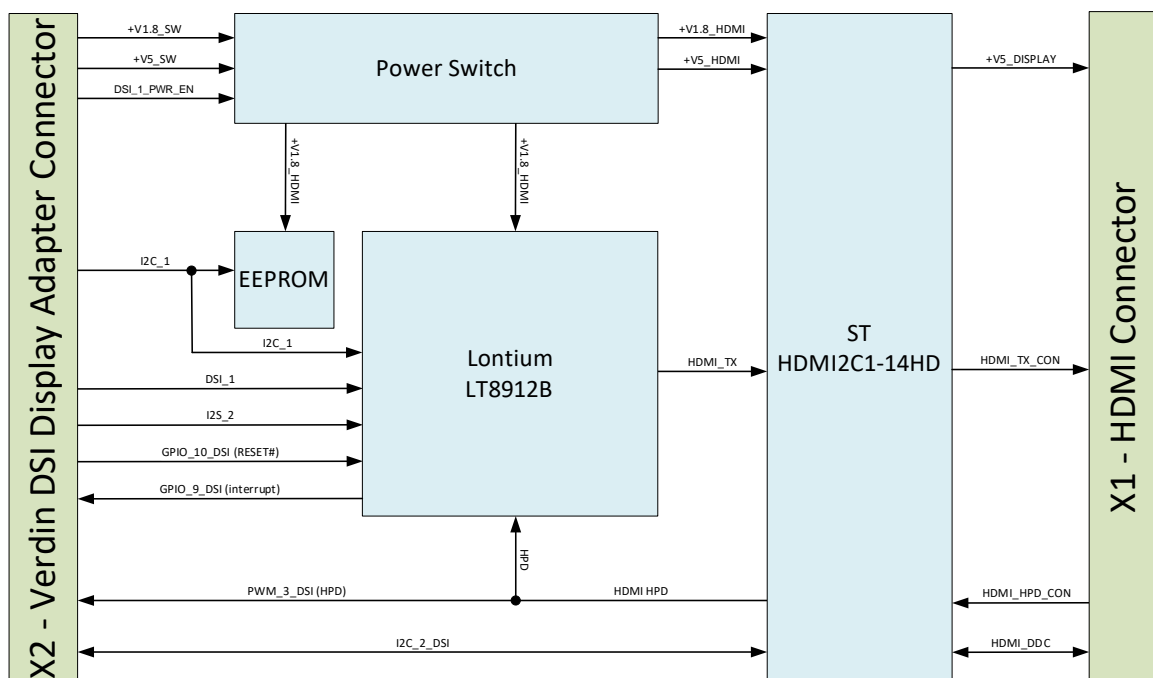 X2 - Verdin DSI Display Adapter Connector
+V1.8_SW
+V5_SW
DSI_1_PWR_EN
Power Switch
+V1.8_HDMI
+V5_HDMI
+V5_DISPLAY
+V1.8_HDMI
+V1.8_HDMI
I2C_1
EEPROM
I2C_1
DSI_1
I2S_2
GPIO_10_DSI (RESET#)
GPIO_9_DSI (interrupt)
Lontium
LT8912B
HDMI_TX
ST
HDMI2C1-14HD
HDMI_TX_CON
HPD
PWM_3_DSI (HPD)
HDMI HPD
HDMI_HPD_CON
I2C_2_DSI
HDMI_DDC
X1 - HDMI Connector